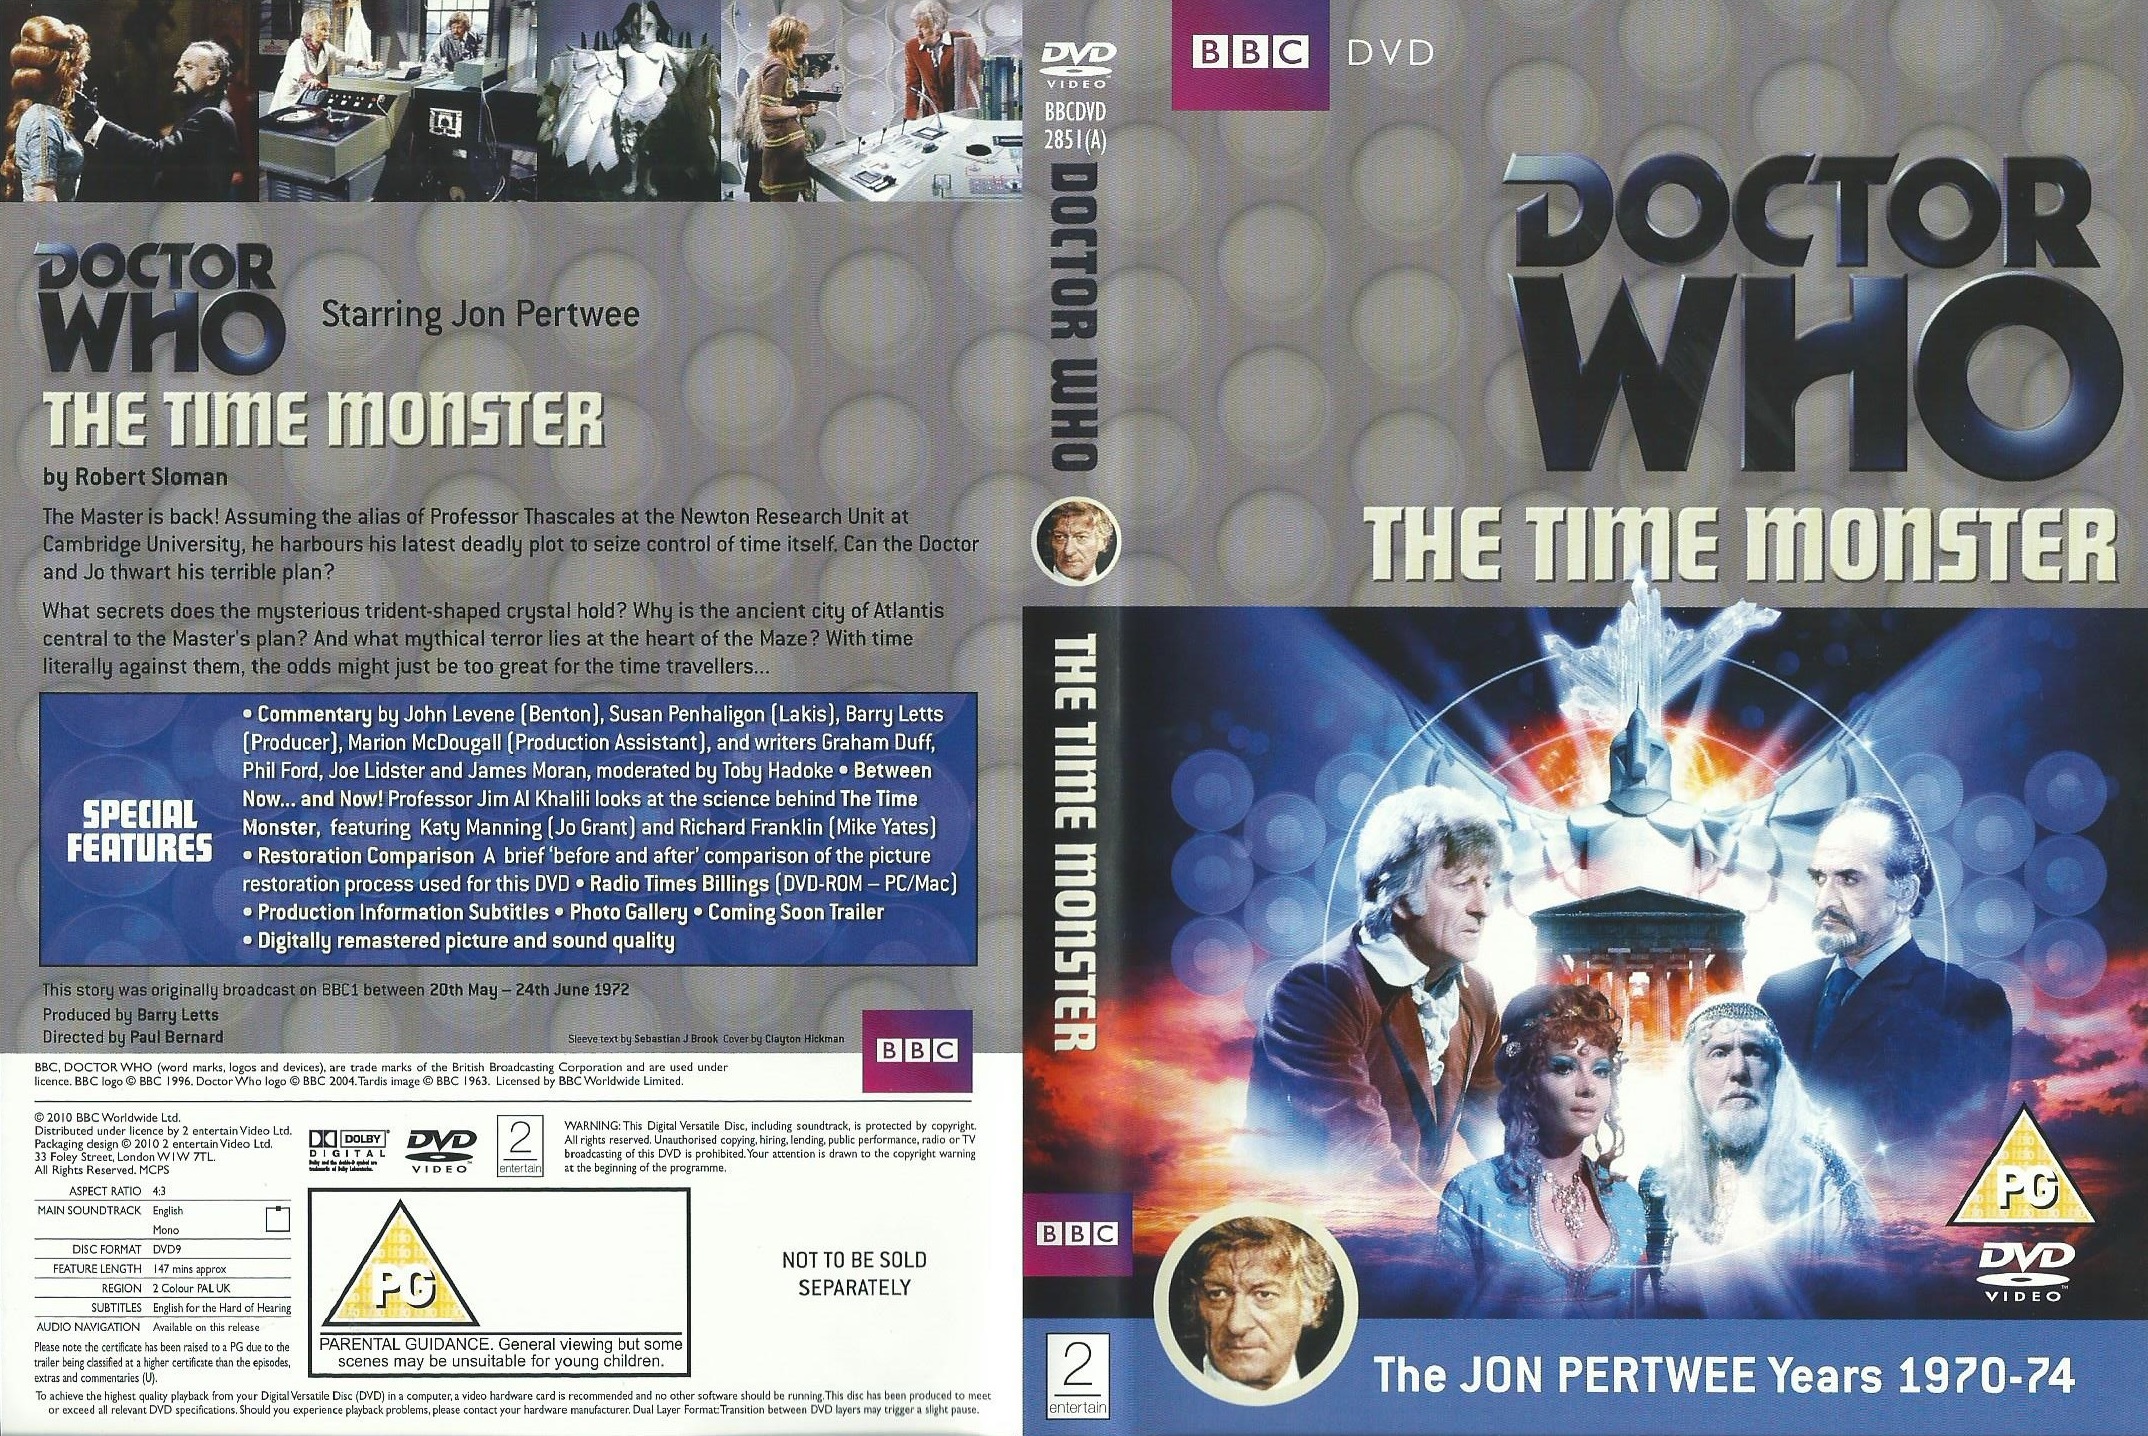 DOCTOR
WHO
Starring Jon Pertwee
THE TIME MONSTER
by Robert Sloman
The Master is back! Assuming the alias of Professor Thascales at the Newton Research Unit at
Cambridge University, he harbours his latest deadly plot to seize control of time itself. Can the Doctor
and Jo thwart his terrible plan?
What secrets does the mysterious trident-shaped crystal hold? Why is the ancient city of Atlantis
central to the Master's plan? And what mythical terror lies at the heart of the Maze? With time
literally against them, the odds might just be too great for the time travellers...
SPECIAL
FEATURES
• Commentary by John Levene (Benton), Susan Penhaligon (Lakis), Barry Letts
(Producer), Marion McDougall (Production Assistant), and writers Graham Duff,
Phil Ford, Joe Lidster and James Moran, moderated by Toby Hadoke • Between
Now... and Now! Professor Jim Al Khalili looks at the science behind The Time
Monster, featuring Katy Manning (Jo Grant) and Richard Franklin (Mike Yates)
• Restoration Comparison A brief 'before and after' comparison of the picture
restoration process used for this DVD • Radio Times Billings (DVD-ROM – PC/Mac)
• Production Information Subtitles • Photo Gallery • Coming Soon Trailer
• Digitally remastered picture and sound quality
This story was originally broadcast on BBC1 between 20th May – 24th June 1972
Produced by Barry Letts
Directed by Paul Bernard
Sleeve text by Sebastian J Brook Cover by Clayton Hickman
BBC
BBC, DOCTOR WHO (word marks, logos and devices), are trade marks of the British Broadcasting Corporation and are used under
licence. BBC logo © BBC 1996. Doctor Who logo © BBC 2004. Tardis image © BBC 1963. Licensed by BBC Worldwide Limited.
© 2010 BBC Worldwide Ltd.
Distributed under licence by 2 entertain Video Ltd.
Packaging design © 2010 2 entertain Video Ltd.
33 Foley Street, London W1W 7TL.
All Rights Reserved. MCPS
DOLBY
DIGITAL
Dolby and the double-D symbol are
trademarks of Dolby Laboratories.
DVD
VIDEO
2
entertain
WARNING: This Digital Versatile Disc, including soundtrack, is protected by copyright.
All rights reserved. Unauthorised copying, hiring, lending, public performance, radio or TV
broadcasting of this DVD is prohibited. Your attention is drawn to the copyright warning
at the beginning of the programme.
ASPECT RATIO 4:3
MAIN SOUNDTRACK English
Mono
DISC FORMAT DVD9
FEATURE LENGTH 147 mins approx
REGION 2 Colour PAL UK
SUBTITLES English for the Hard of Hearing
AUDIO NAVIGATION Available on this release
Please note the certificate has been raised to a PG due to the
trailer being classified at a higher certificate than the episodes,
extras and commentaries (U).
PG
PARENTAL GUIDANCE. General viewing but some
scenes may be unsuitable for young children.
NOT TO BE SOLD
SEPARATELY
To achieve the highest quality playback from your Digital Versatile Disc (DVD) in a computer, a video hardware card is recommended and no other software should be running. This disc has been produced to meet
or exceed all relevant DVD specifications. Should you experience playback problems, please contact your hardware manufacturer. Dual Layer Format: Transition between DVD layers may trigger a slight pause.
DVD
VIDEO
BBCDVD
2851(A)
DOCTOR WHO
THE TIME MONSTER
BBC
2
entertain
BBC DVD
DOCTOR
WHO
THE TIME MONSTER
PG
DVD
VIDEO
The JON PERTWEE Years 1970-74